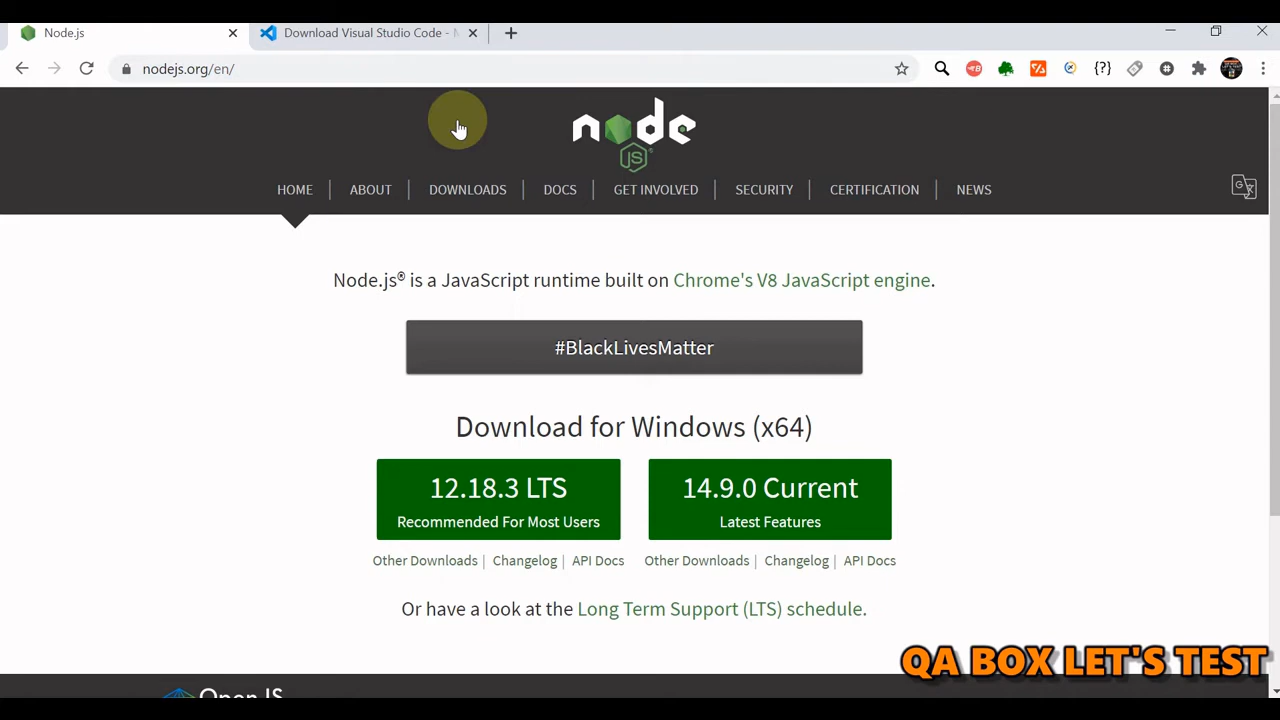 Node.js
Download Visual Studio Code - M
nodejs.org/en/
node
JS
HOME
ABOUT
DOWNLOADS
DOCS
GET INVOLVED
SECURITY
CERTIFICATION
NEWS
Node.js® is a JavaScript runtime built on Chrome's V8 JavaScript engine.
#BlackLivesMatter
Download for Windows (x64)
12.18.3 LTS
Recommended For Most Users
14.9.0 Current
Latest Features
Other Downloads | Changelog | API Docs
Other Downloads | Changelog | API Docs
Or have a look at the Long Term Support (LTS) schedule.
QA BOX LET'S TEST
OpenJS